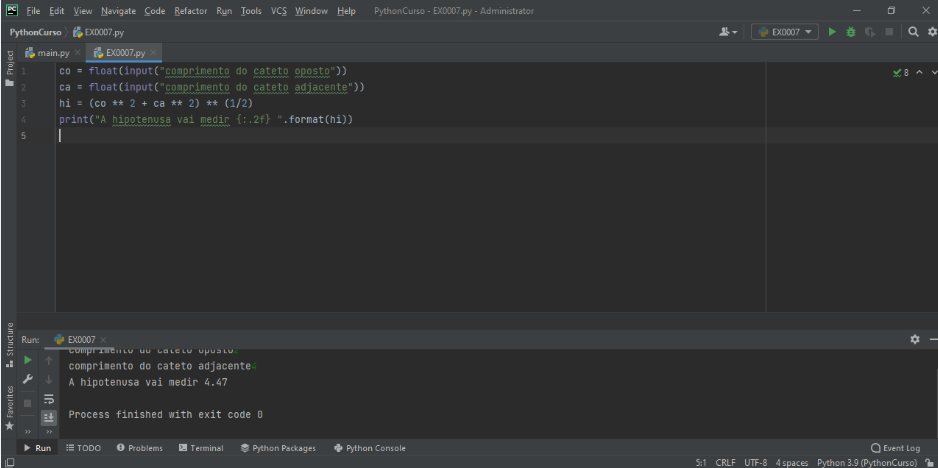 PC File Edit View Navigate Code Refactor Run Tools VCS Window Help PythonCurso - EX0007.py - Administrator
PythonCurso EX0007.py EX0007
Project main.py EX0007.py
1 co = float(input("comprimento do cateto oposto"))
2 ca = float(input("comprimento do cateto adjacente"))
3 hi = (co ** 2 + ca ** 2) ** (1/2)
4 print("A hipotenusa vai medir {:.2f} ".format(hi))
5
8
Structure
Favorites
Run: EX0007
comprimento do cateto oposto
comprimento do cateto adjacente4
A hipotenusa vai medir 4.47
Process finished with exit code 0
Run TODO Problems Terminal Python Packages Python Console Event Log
5:1 CRLF UTF-8 4 spaces Python 3.9 (PythonCurso)